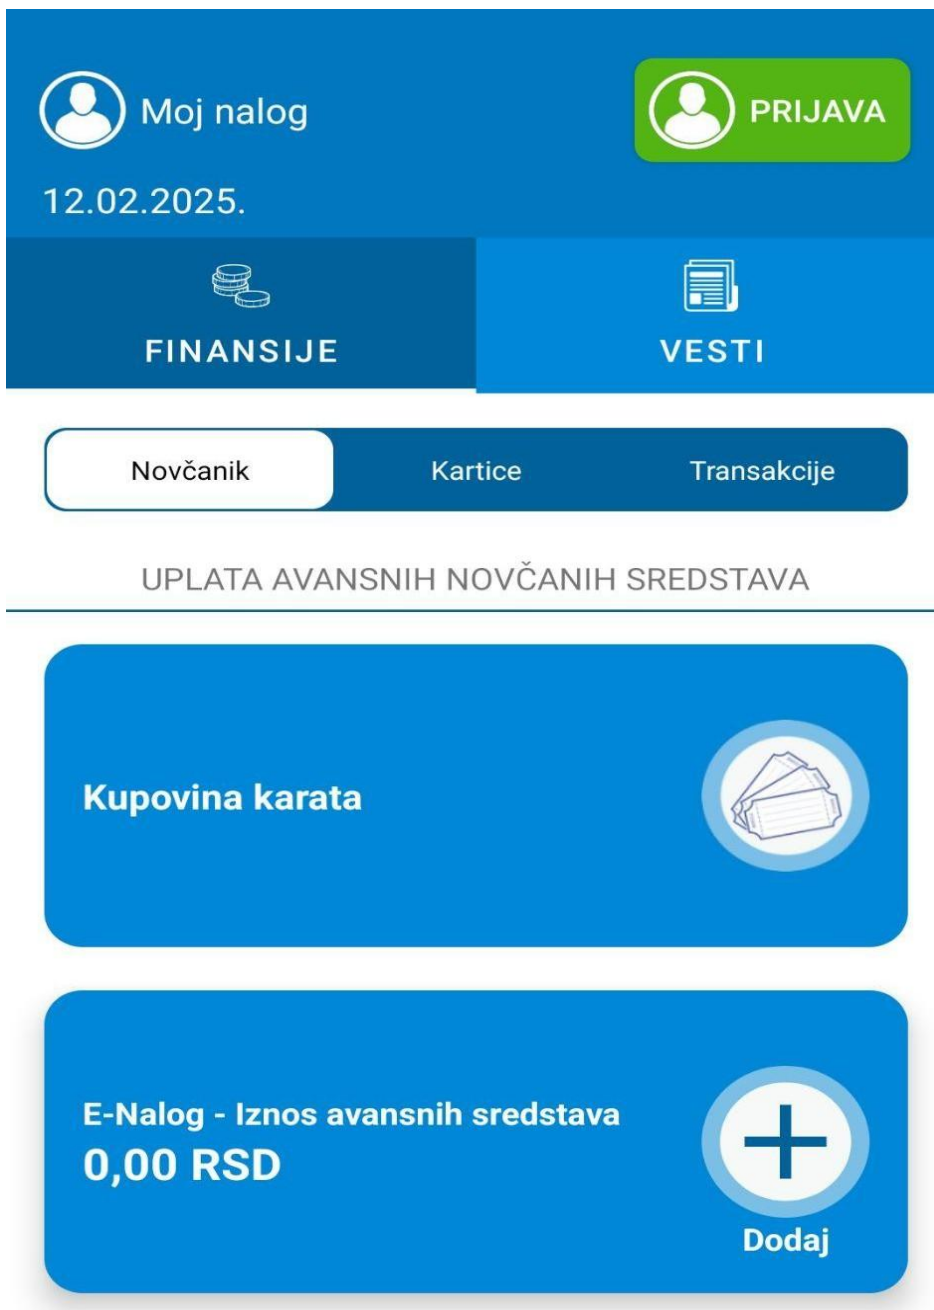 Moj nalog
PRIJAVA
12.02.2025.
FINANSIJE
VESTI
Novčanik
Kartice
Transakcije
UPLATA AVANSNIH NOVČANIH SREDSTAVA
Kupovina karata
E-Nalog - Iznos avansnih sredstava
0,00 RSD
Dodaj